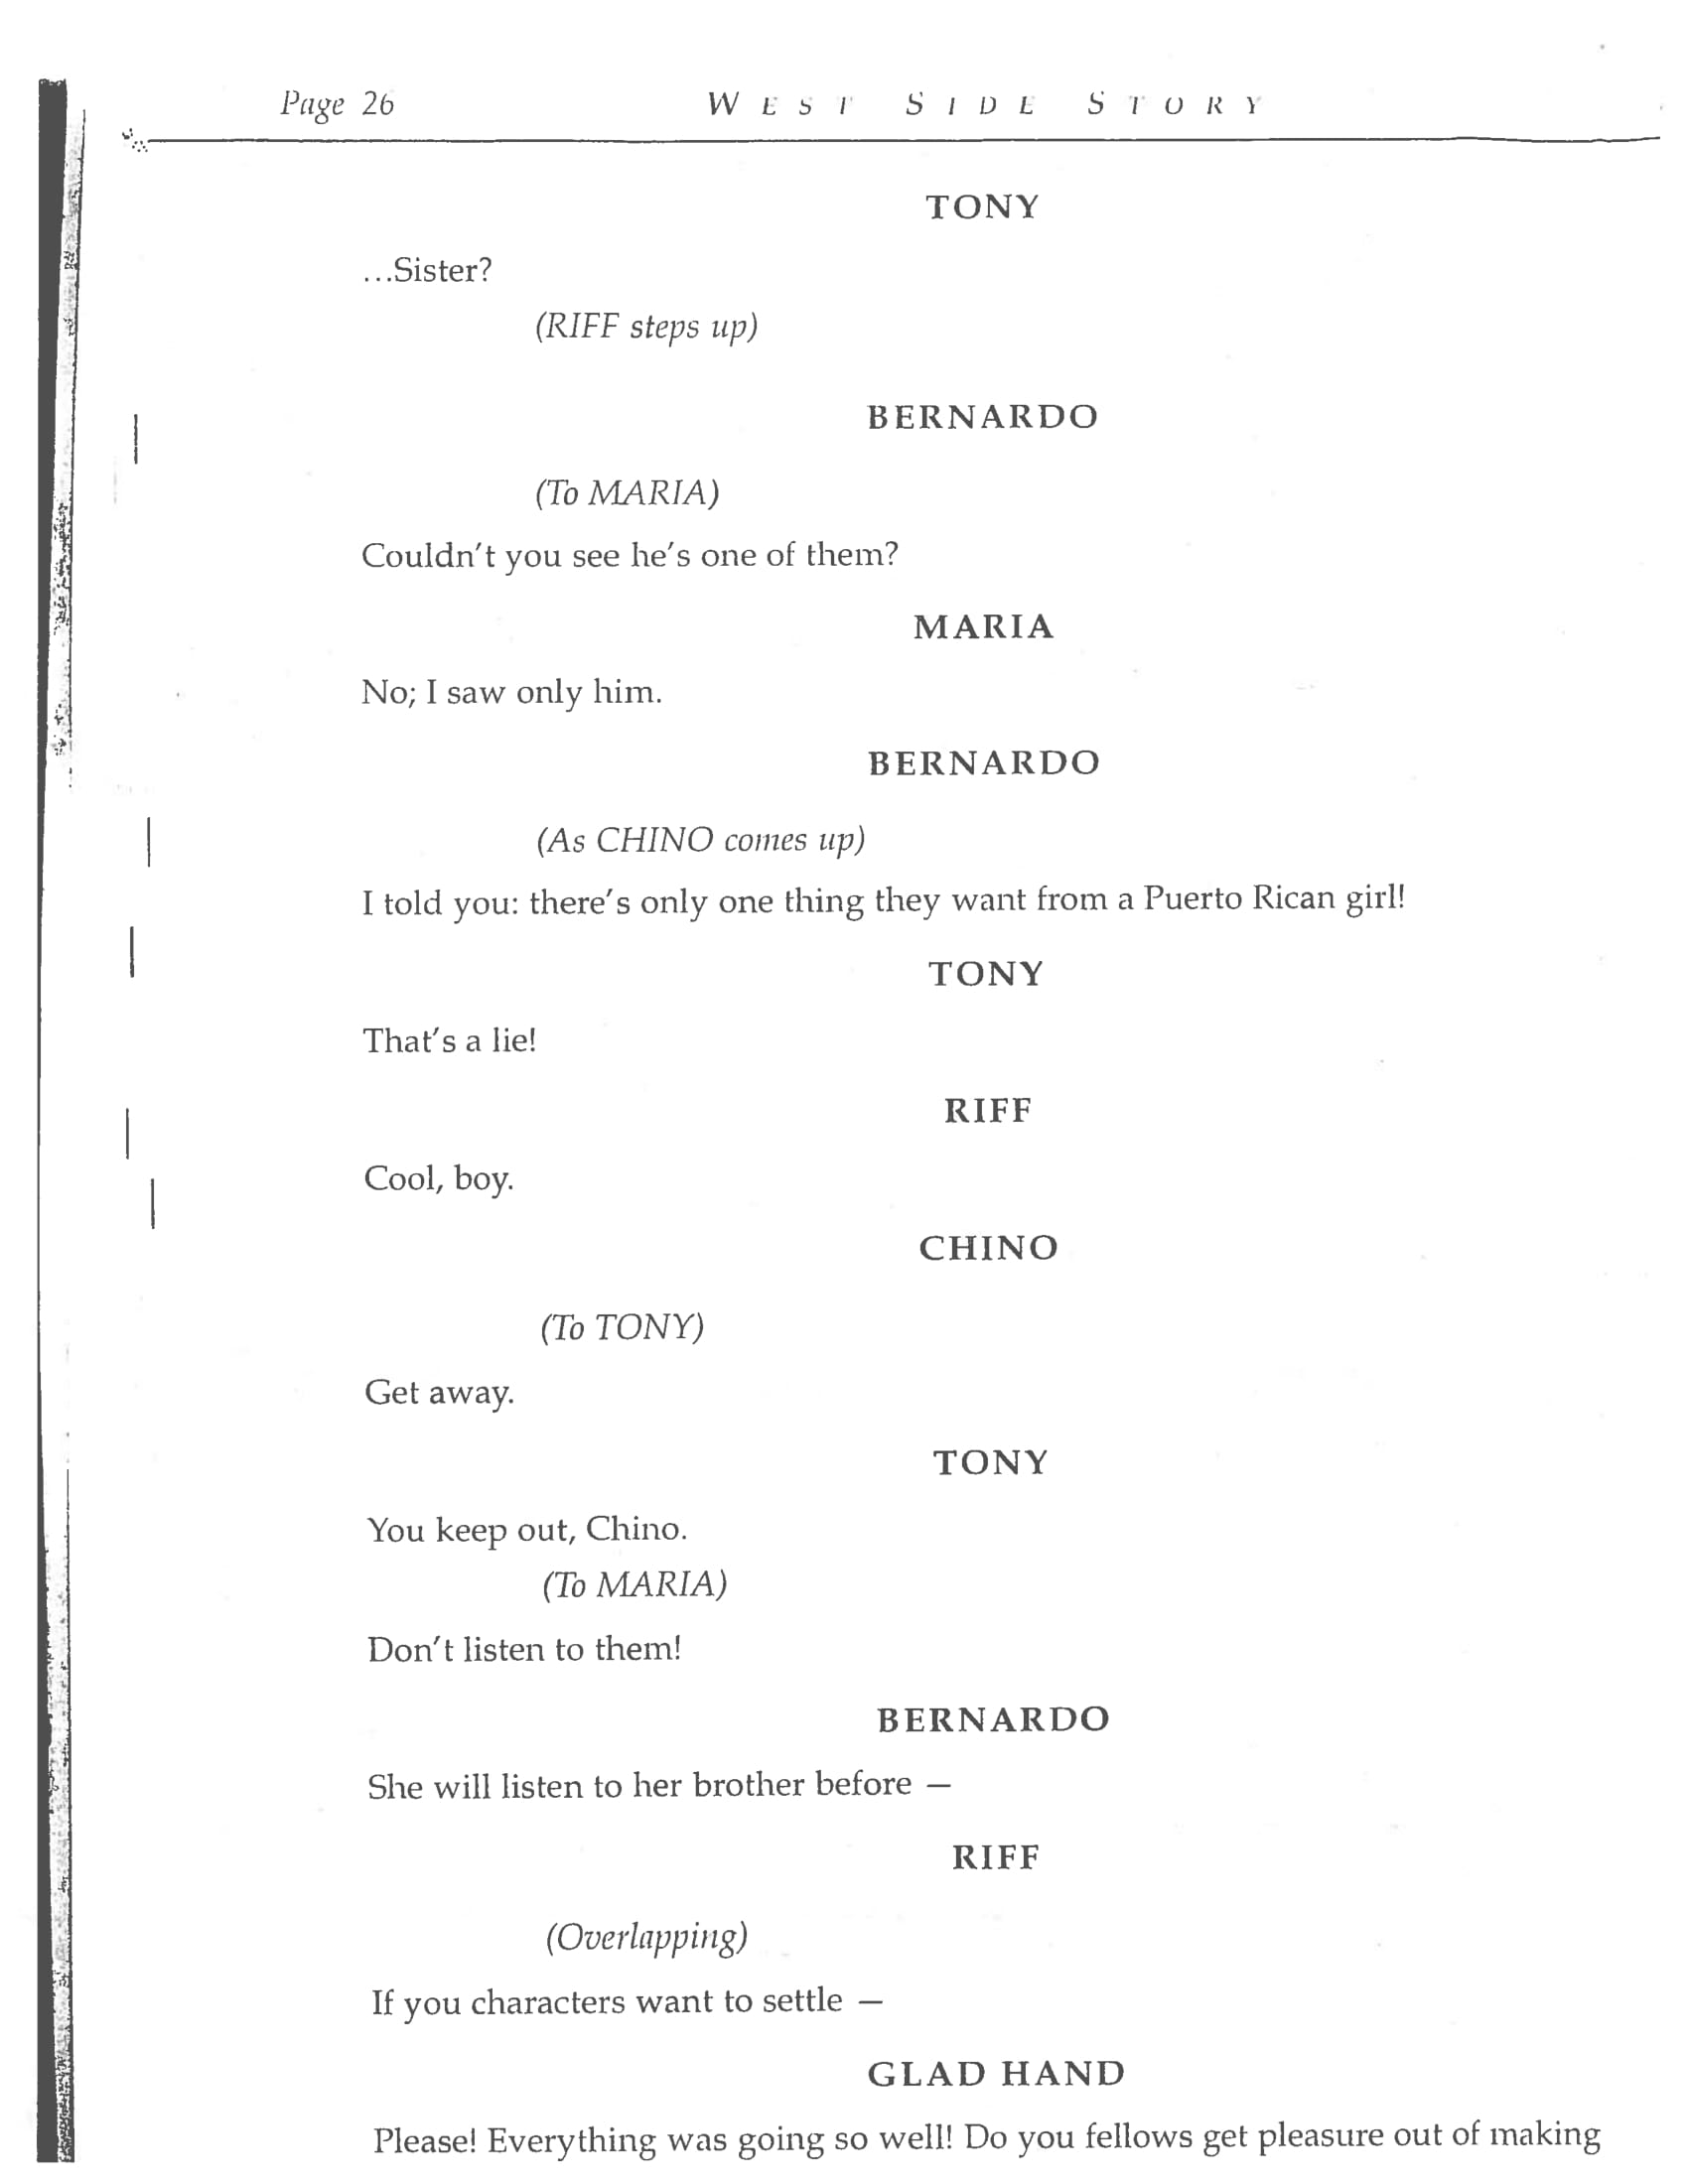 Page 26 WEST SIDE STORY
TONY
...Sister?
(RIFF steps up)
BERNARDO
(To MARIA)
Couldn't you see he's one of them?
MARIA
No; I saw only him.
BERNARDO
(As CHINO comes up)
I told you: there's only one thing they want from a Puerto Rican girl!
TONY
That's a lie!
RIFF
Cool, boy.
CHINO
(To TONY)
Get away.
TONY
You keep out, Chino.
(To MARIA)
Don't listen to them!
BERNARDO
She will listen to her brother before —
RIFF
(Overlapping)
If you characters want to settle —
GLAD HAND
Please! Everything was going so well! Do you fellows get pleasure out of making